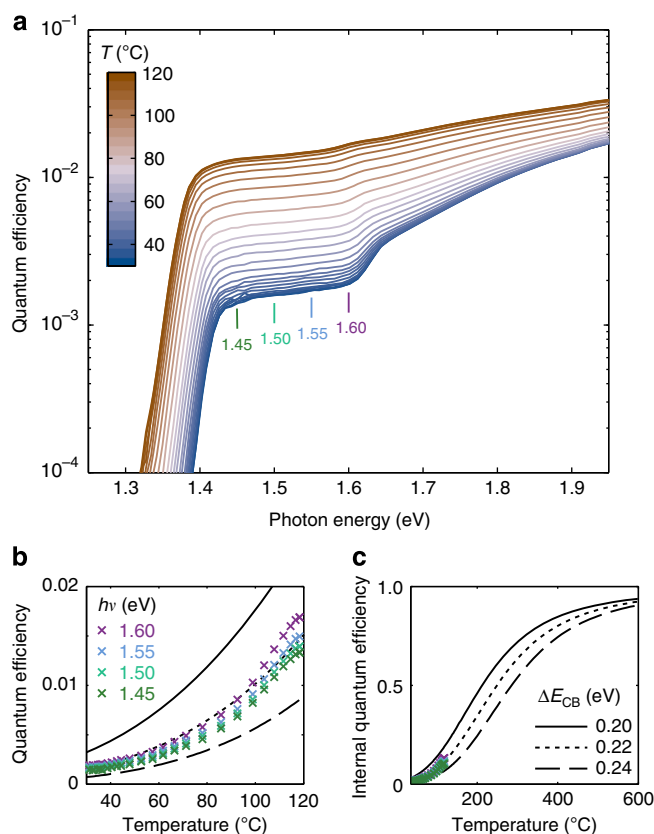 a
T (°C)
120
100
80
60
40
10⁻¹
10⁻²
10⁻³
10⁻⁴
Quantum efficiency
1.45
1.50
1.55
1.60
1.3 1.4 1.5 1.6 1.7 1.8 1.9
Photon energy (eV)
b
0.02
0.01
0
Quantum efficiency
hν (eV)
1.60
1.55
1.50
1.45
40 60 80 100 120
Temperature (°C)
c
1.0
0.5
0
Internal quantum efficiency
ΔE_CB (eV)
0.20
0.22
0.24
200 400 600
Temperature (°C)